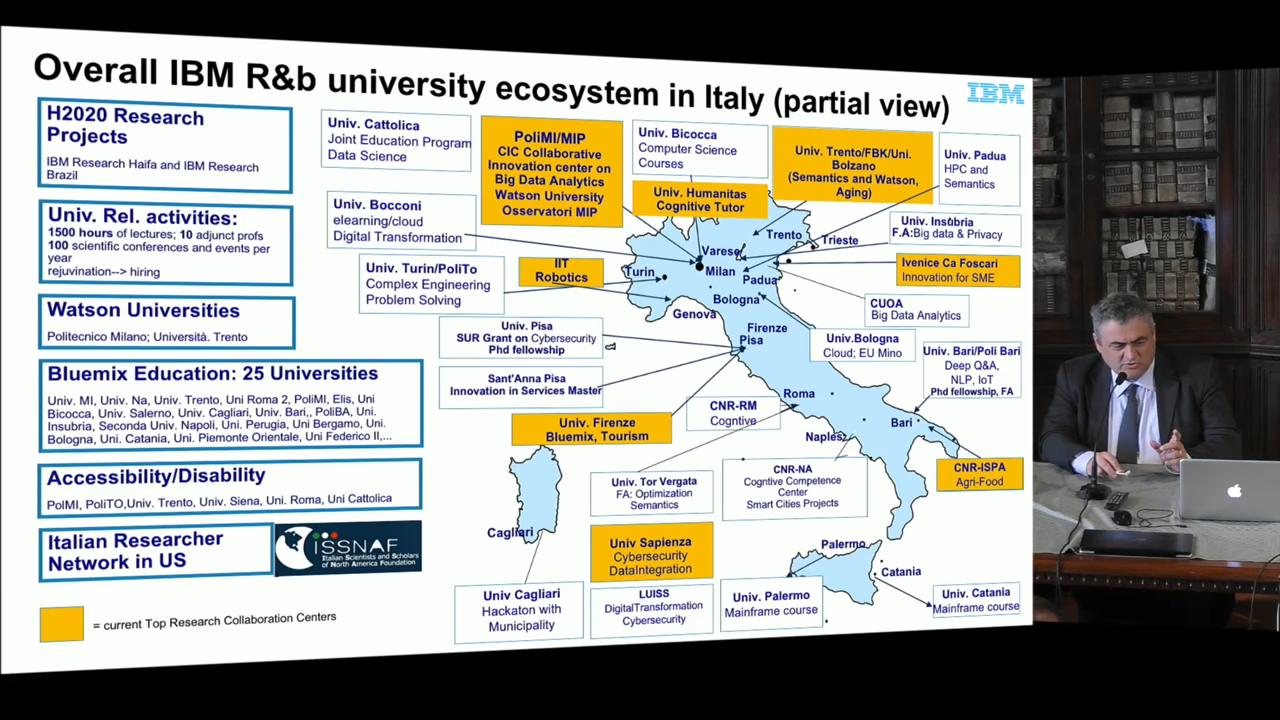 Overall IBM R&b university ecosystem in Italy (partial view)
IBM
H2020 Research
Projects
IBM Research Haifa and IBM Research
Brazil
Univ. Rel. activities:
1500 hours of lectures; 10 adjunct profs
100 scientific conferences and events per
year
rejuvination--> hiring
Watson Universities
Politecnico Milano; Università. Trento
Bluemix Education: 25 Universities
Univ. MI, Univ. Na, Univ. Trento, Uni Roma 2, PoliMI, Elis, Uni
Bicocca, Univ. Salerno, Univ. Cagliari, Univ. Bari,, PoliBA, Uni.
Insubria, Seconda Univ. Napoli, Uni. Perugia, Uni Bergamo, Uni.
Bologna, Uni. Catania, Uni. Piemonte Orientale, Uni Federico II,...
Accessibility/Disability
PolMI, PoliTO,Univ. Trento, Univ. Siena, Uni. Roma, Uni Cattolica
Italian Researcher
Network in US
ISSNAF
Italian Scientists and Scholars
of North America Foundation
= current Top Research Collaboration Centers
Univ. Cattolica
Joint Education Program
Data Science
PoliMI/MIP
CIC Collaborative
Innovation center on
Big Data Analytics
Watson University
Osservatori MIP
Univ. Bicocca
Computer Science
Courses
Univ. Humanitas
Cognitive Tutor
Univ. Trento/FBK/Uni.
Bolzano
(Semantics and Watson,
Aging)
Univ. Padua
HPC and
Semantics
Univ. Bocconi
elearning/cloud
Digital Transformation
Univ. Insubria
F.A:Big data & Privacy
Univ. Turin/PoliTo
Complex Engineering
Problem Solving
IIT
Robotics
Ivenice Ca Foscari
Innovation for SME
CUOA
Big Data Analytics
Trento
Trieste
Varese
Milan
Turin
Padua
Bologna
Genova
Firenze
Pisa
Univ. Pisa
SUR Grant on Cybersecurity
Phd fellowship
Univ.Bologna
Cloud; EU Mino
Univ. Bari/Poli Bari
Deep Q&A,
NLP, IoT
Phd fellowship, FA
Sant'Anna Pisa
Innovation in Services Master
Univ. Firenze
Bluemix, Tourism
CNR-RM
Cogntive
Roma
Naples
Bari
CNR-ISPA
Agri-Food
Univ. Tor Vergata
FA: Optimization
Semantics
CNR-NA
Cogntive Competence
Center
Smart Cities Projects
Cagliari
Univ Sapienza
Cybersecurity
DataIntegration
Palermo
Catania
Univ Cagliari
Hackaton with
Municipality
LUISS
DigitalTransformation
Cybersecurity
Univ. Palermo
Mainframe course
Univ. Catania
Mainframe course